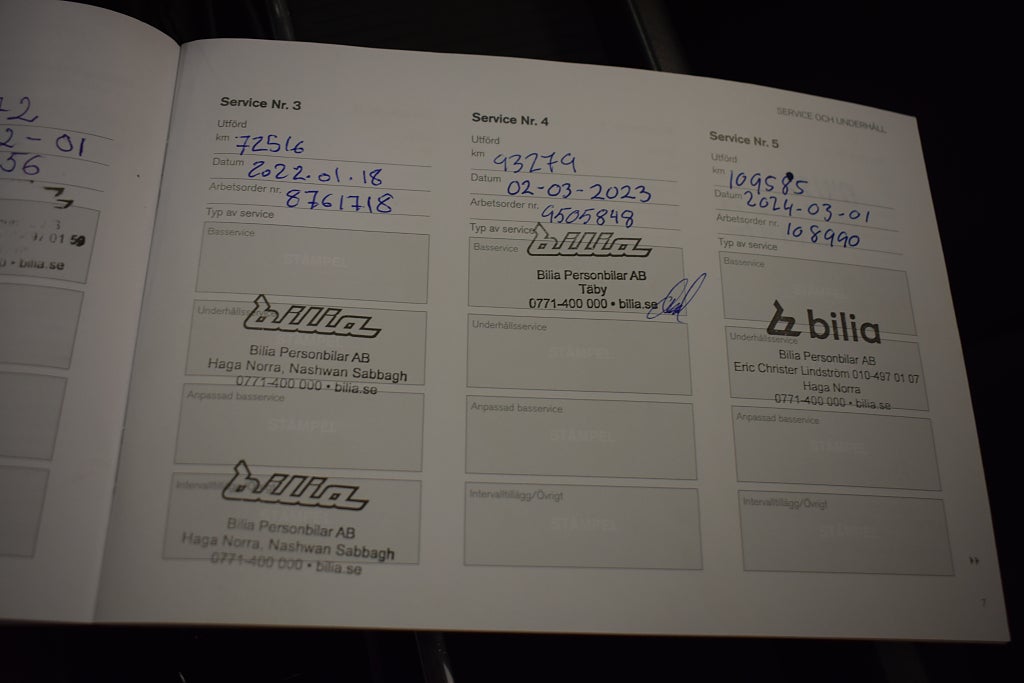 2
2-01
56
01 59
bilia.se
SERVICE OCH UNDERHÅLL
Service Nr. 3
Utförd
km 72516
Datum 2022.01.18
Arbetsorder nr. 8761718
Typ av service
Basservice
STÄMPEL
Underhållsservice
bilia
Bilia Personbilar AB
Haga Norra, Nashwan Sabbagh
0771-400 000 • bilia.se
Anpassad basservice
STÄMPEL
Intervalltillägg
bilia
Bilia Personbilar AB
Haga Norra, Nashwan Sabbagh
0771-400 000 • bilia.se
Service Nr. 4
Utförd
km 93279
Datum 02-03-2023
Arbetsorder nr. 9505848
Typ av service
Basservice
bilia
Bilia Personbilar AB
Täby
0771-400 000 • bilia.se
Underhållsservice
STÄMPEL
Anpassad basservice
STÄMPEL
Intervalltillägg/Övrigt
STÄMPEL
Service Nr. 5
Utförd
km 109585
Datum 2024-03-01
Arbetsorder nr. 108990
Typ av service
Basservice
STÄMPEL
Underhållsservice
bilia
Bilia Personbilar AB
Eric Christer Lindström 010-497 01 07
Haga Norra
0771-400 000 • bilia.se
Anpassad basservice
STÄMPEL
Intervalltillägg/Övrigt
STÄMPEL
»
7